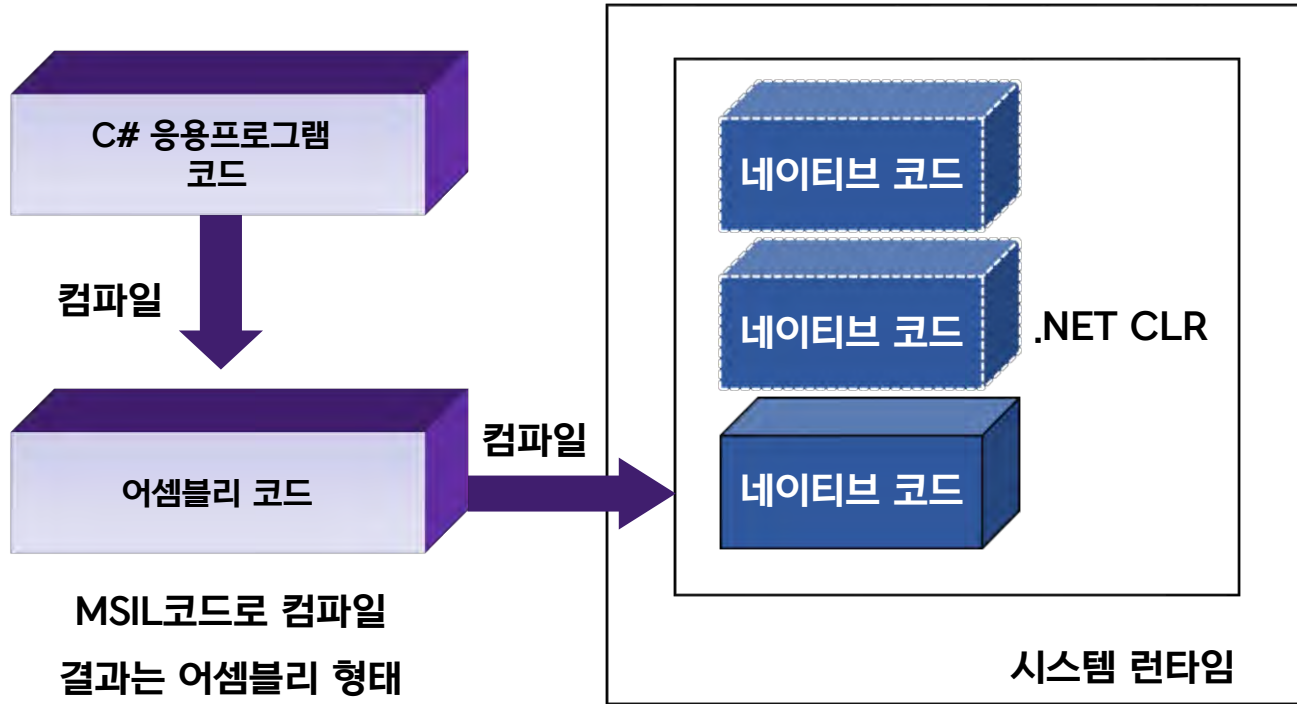 C# 응용프로그램
코드
컴파일
어셈블리 코드
MSIL코드로 컴파일
결과는 어셈블리 형태
컴파일
네이티브 코드
네이티브 코드
.NET CLR
네이티브 코드
시스템 런타임